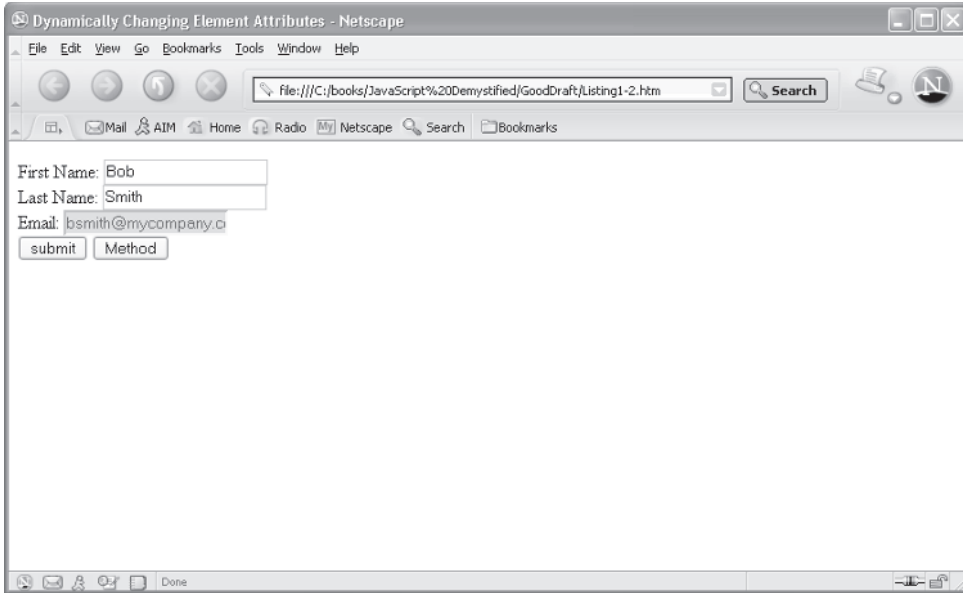 Dynamically Changing Element Attributes - Netscape
File Edit View Go Bookmarks Tools Window Help
file:///C:/books/JavaScript%20Demystified/GoodDraft/Listing1-2.htm Search
N
Mail AIM Home Radio My Netscape Search Bookmarks
First Name: Bob
Last Name: Smith
Email: bsmith@mycompany.c
submit Method
Done